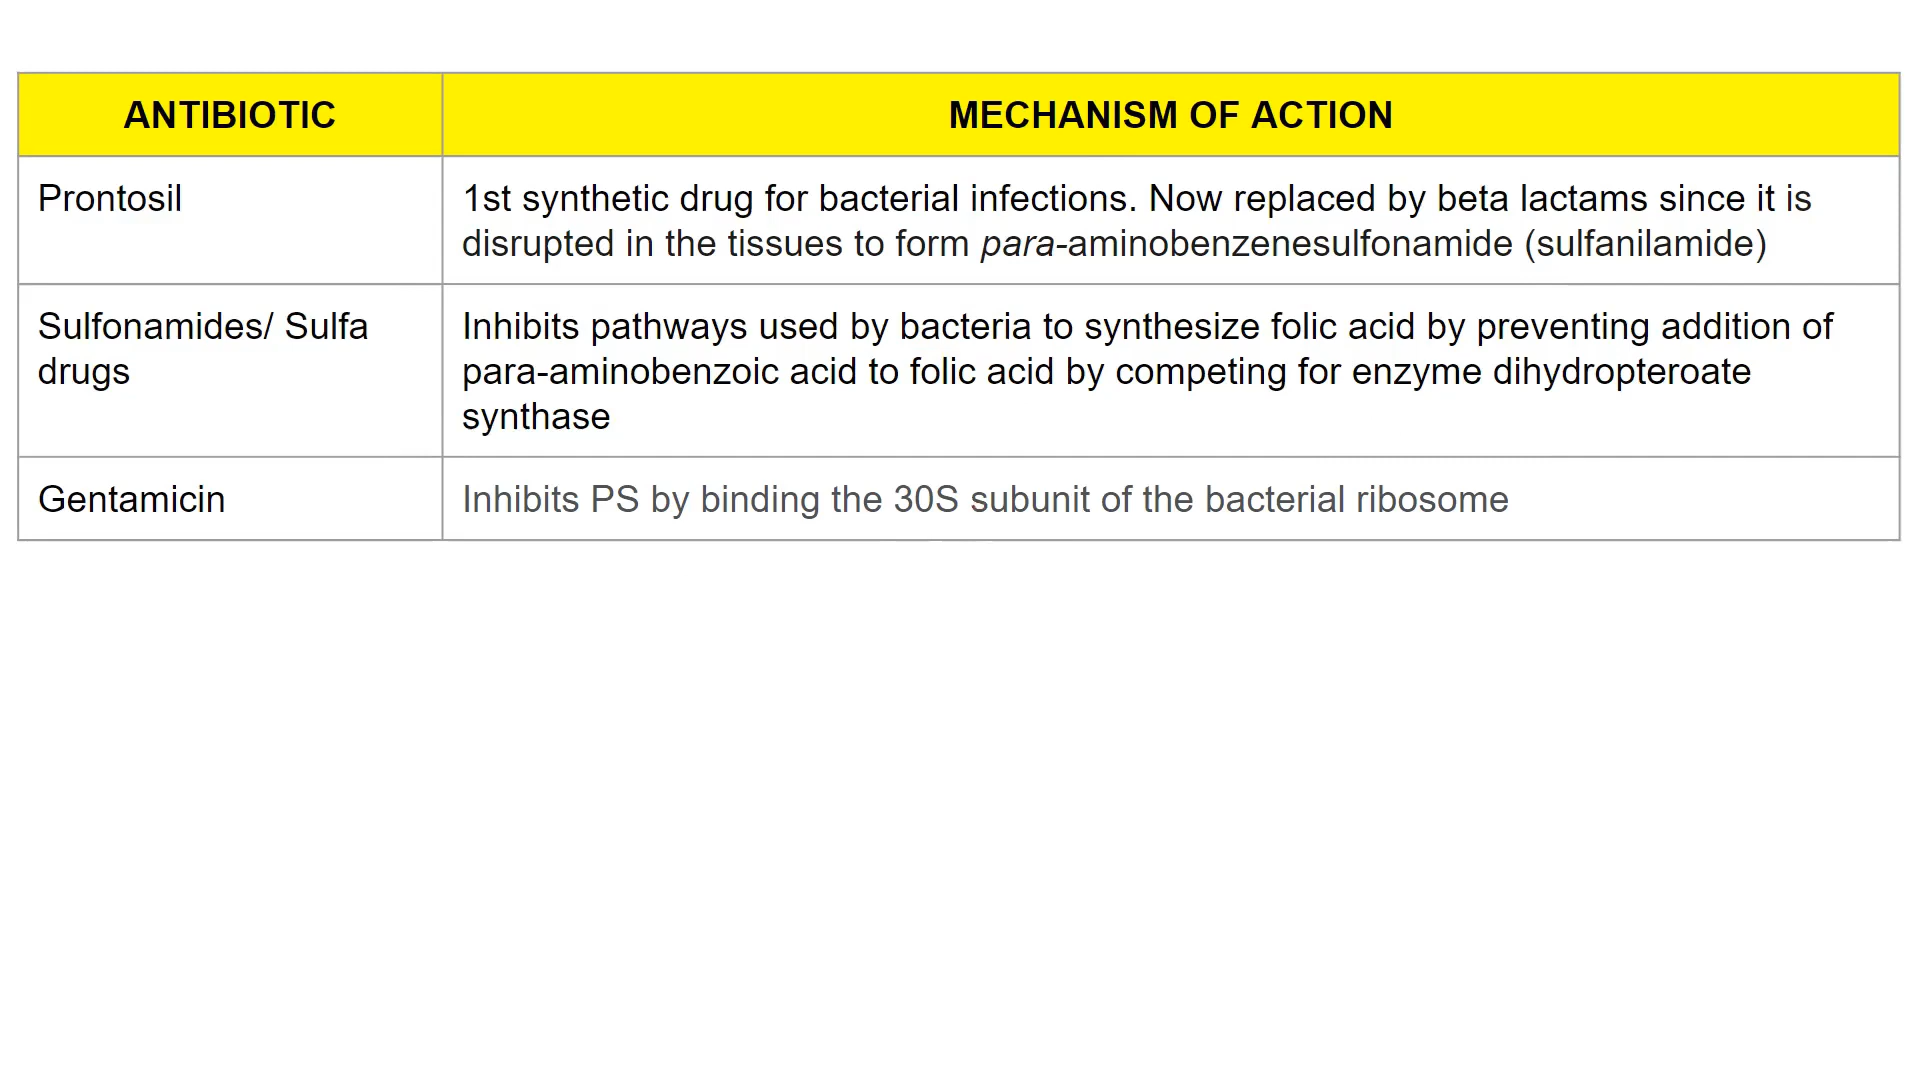 ANTIBIOTIC
MECHANISM OF ACTION
Prontosil
1st synthetic drug for bacterial infections. Now replaced by beta lactams since it is
disrupted in the tissues to form para-aminobenzenesulfonamide (sulfanilamide)
Sulfonamides/ Sulfa
drugs
Inhibits pathways used by bacteria to synthesize folic acid by preventing addition of
para-aminobenzoic acid to folic acid by competing for enzyme dihydropteroate
synthase
Gentamicin
Inhibits PS by binding the 30S subunit of the bacterial ribosome